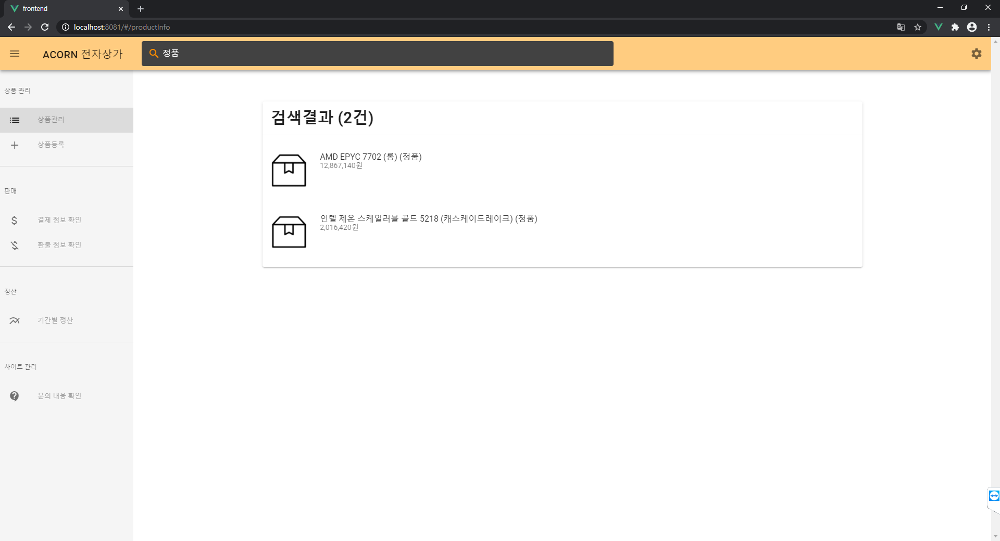 frontend
localhost:8081/#/productInfo
ACORN 전자상가
정품
상품 관리
상품관리
상품등록
판매
결제 정보 확인
환불 정보 확인
정산
기간별 정산
사이트 관리
문의 내용 확인
검색결과 (2건)
AMD EPYC 7702 (롬) (정품)
12,867,140원
인텔 제온 스케일러블 골드 5218 (캐스케이드레이크) (정품)
2,016,420원